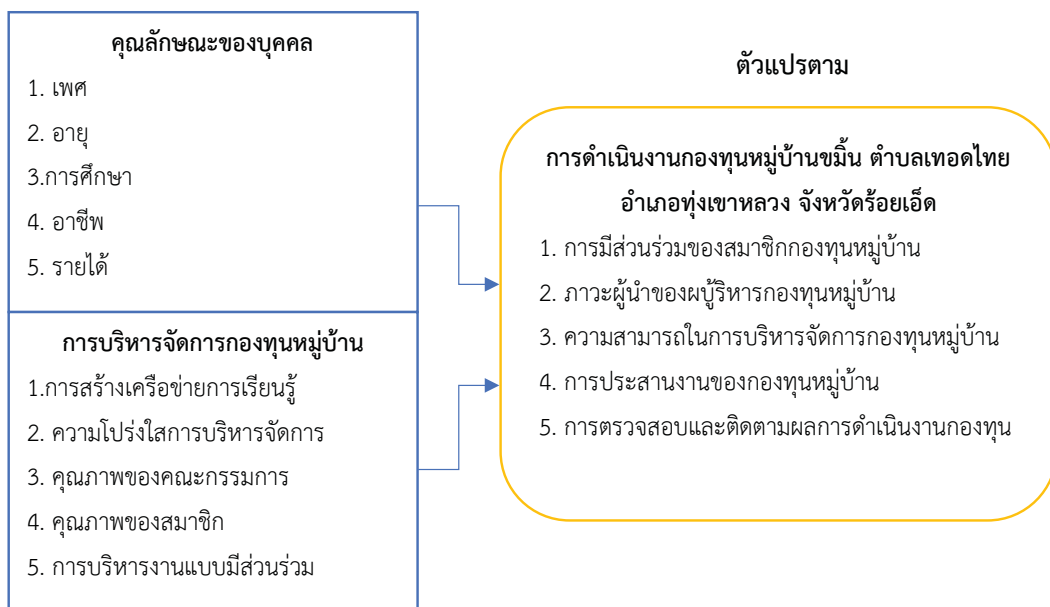 คุณลักษณะของบุคคล
1. เพศ
2. อายุ
3.การศึกษา
4. อาชีพ
5. รายได้
การบริหารจัดการกองทุนหมู่บ้าน
1.การสร้างเครือข่ายการเรียนรู้
2. ความโปร่งใสการบริหารจัดการ
3. คุณภาพของคณะกรรมการ
4. คุณภาพของสมาชิก
5. การบริหารงานแบบมีส่วนร่วม
ตัวแปรตาม
การดำเนินงานกองทุนหมู่บ้านขมิ้น ตำบลเทอดไทย
อำเภอทุ่งเขาหลวง จังหวัดร้อยเอ็ด
1. การมีส่วนร่วมของสมาชิกกองทุนหมู่บ้าน
2. ภาวะผู้นำของผบู้ริหารกองทุนหมู่บ้าน
3. ความสามารถในการบริหารจัดการกองทุนหมู่บ้าน
4. การประสานงานของกองทุนหมู่บ้าน
5. การตรวจสอบและติดตามผลการดำเนินงานกองทุน